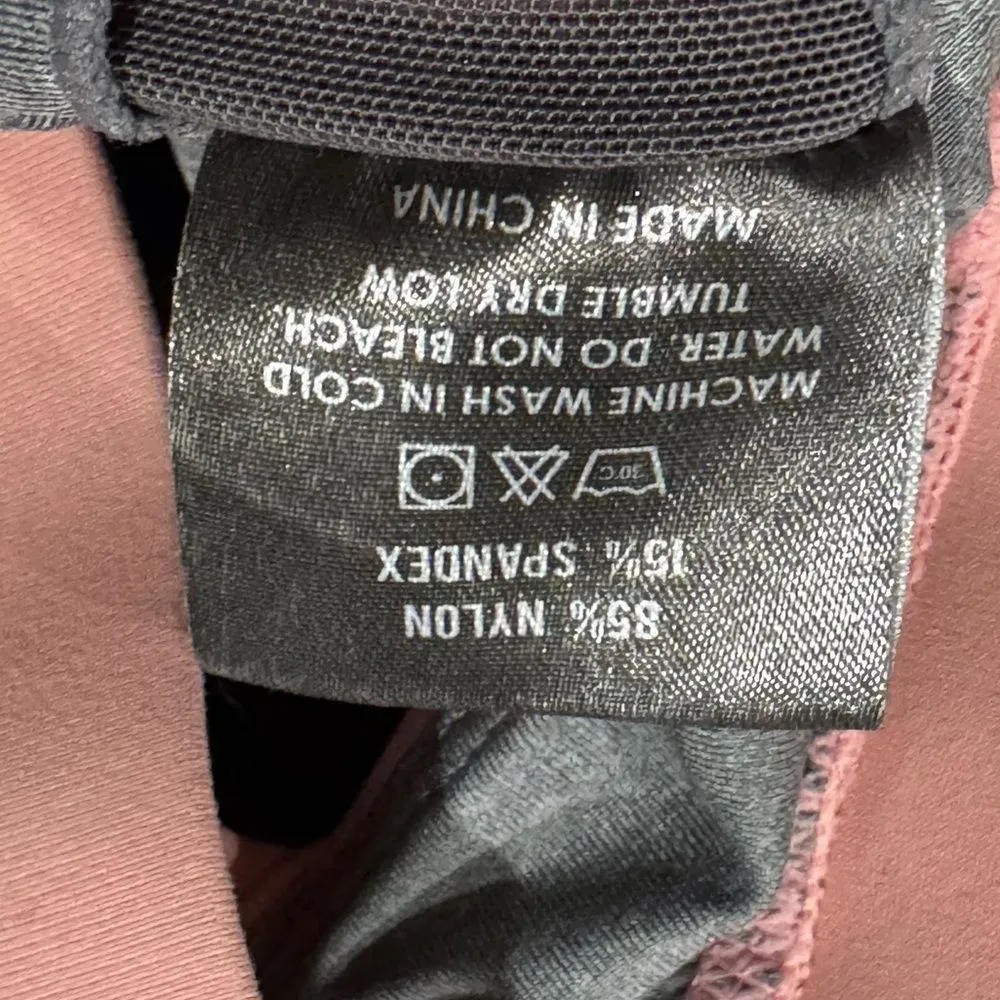 85% NYLON
15% SPANDEX
30°C
MACHINE WASH IN COLD
WATER. DO NOT BLEACH.
TUMBLE DRY LOW
MADE IN CHINA